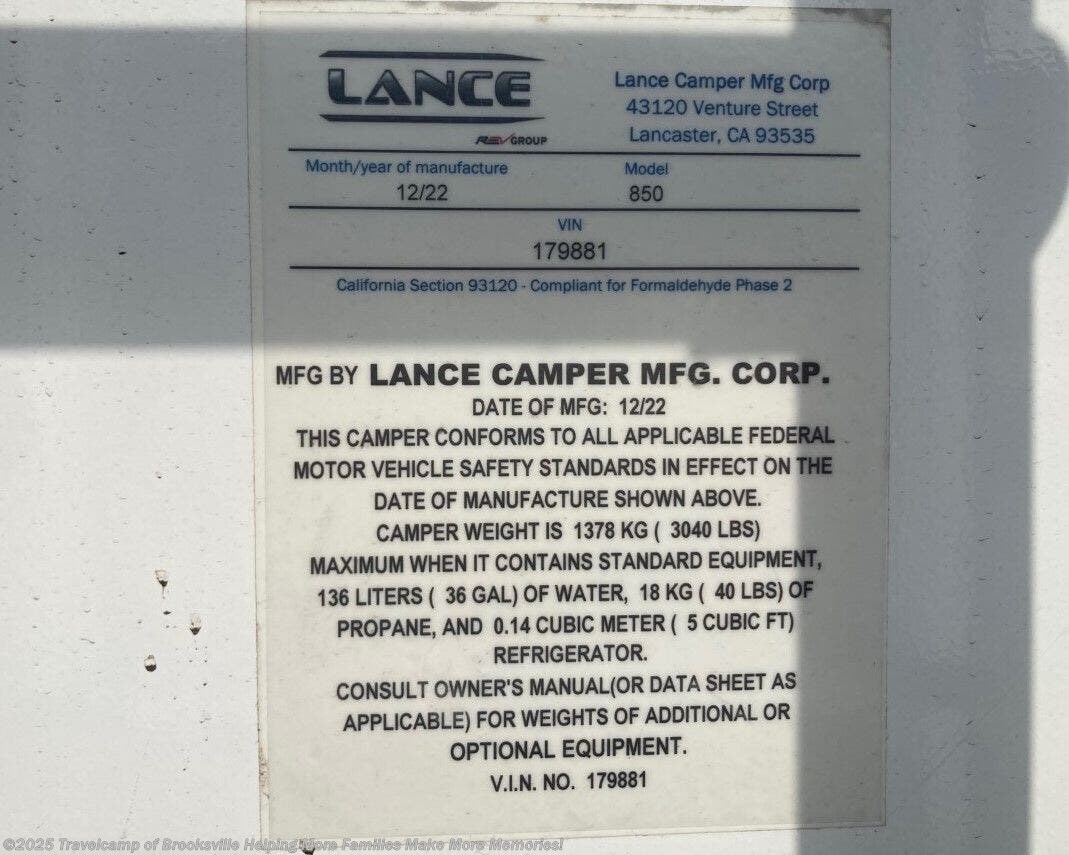 LANCE
REV GROUP
Lance Camper Mfg Corp
43120 Venture Street
Lancaster, CA 93535
Month/year of manufacture
12/22
Model
850
VIN
179881
California Section 93120 - Compliant for Formaldehyde Phase 2
MFG BY LANCE CAMPER MFG. CORP.
DATE OF MFG: 12/22
THIS CAMPER CONFORMS TO ALL APPLICABLE FEDERAL
MOTOR VEHICLE SAFETY STANDARDS IN EFFECT ON THE
DATE OF MANUFACTURE SHOWN ABOVE.
CAMPER WEIGHT IS 1378 KG ( 3040 LBS)
MAXIMUM WHEN IT CONTAINS STANDARD EQUIPMENT,
136 LITERS ( 36 GAL) OF WATER, 18 KG ( 40 LBS) OF
PROPANE, AND 0.14 CUBIC METER ( 5 CUBIC FT)
REFRIGERATOR.
CONSULT OWNER'S MANUAL(OR DATA SHEET AS
APPLICABLE) FOR WEIGHTS OF ADDITIONAL OR
OPTIONAL EQUIPMENT.
V.I.N. NO. 179881
©2025 Travelcamp of Brooksville Helping More Families Make More Memories!